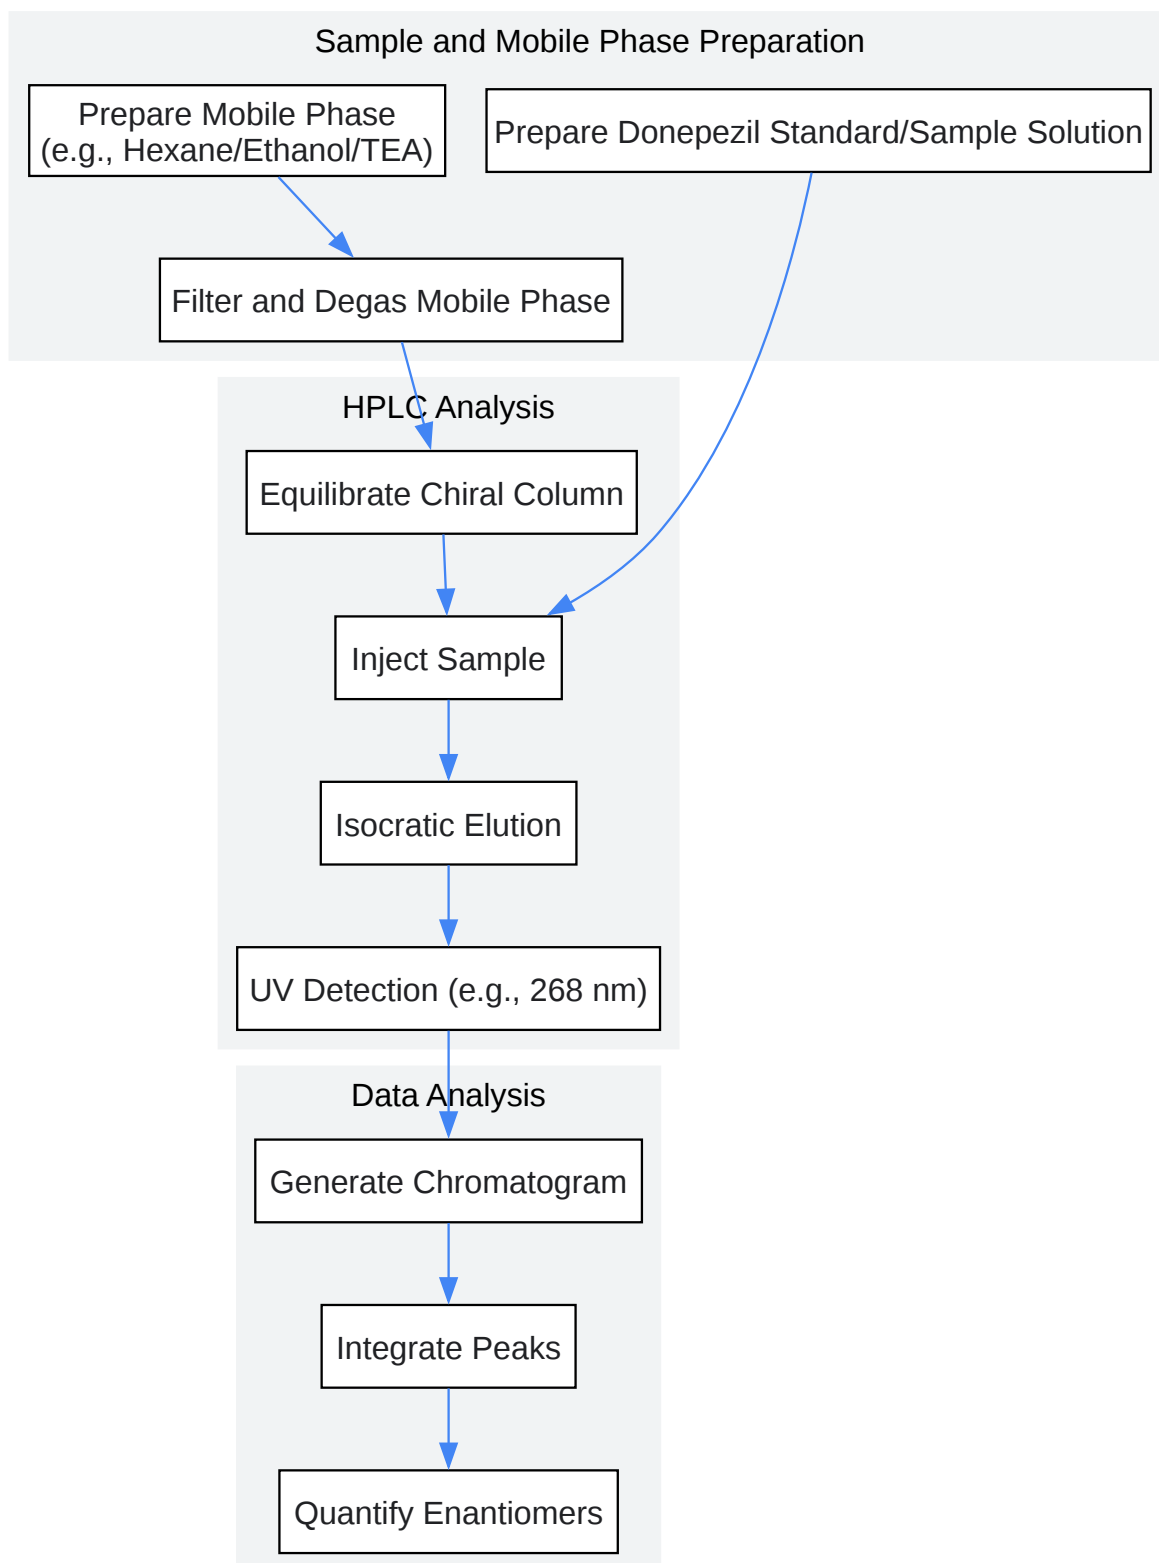 Sample and Mobile Phase Preparation
Prepare Mobile Phase
(e.g., Hexane/Ethanol/TEA)
Prepare Donepezil Standard/Sample Solution
Filter and Degas Mobile Phase
HPLC Analysis
Equilibrate Chiral Column
Inject Sample
Isocratic Elution
UV Detection (e.g., 268 nm)
Data Analysis
Generate Chromatogram
Integrate Peaks
Quantify Enantiomers